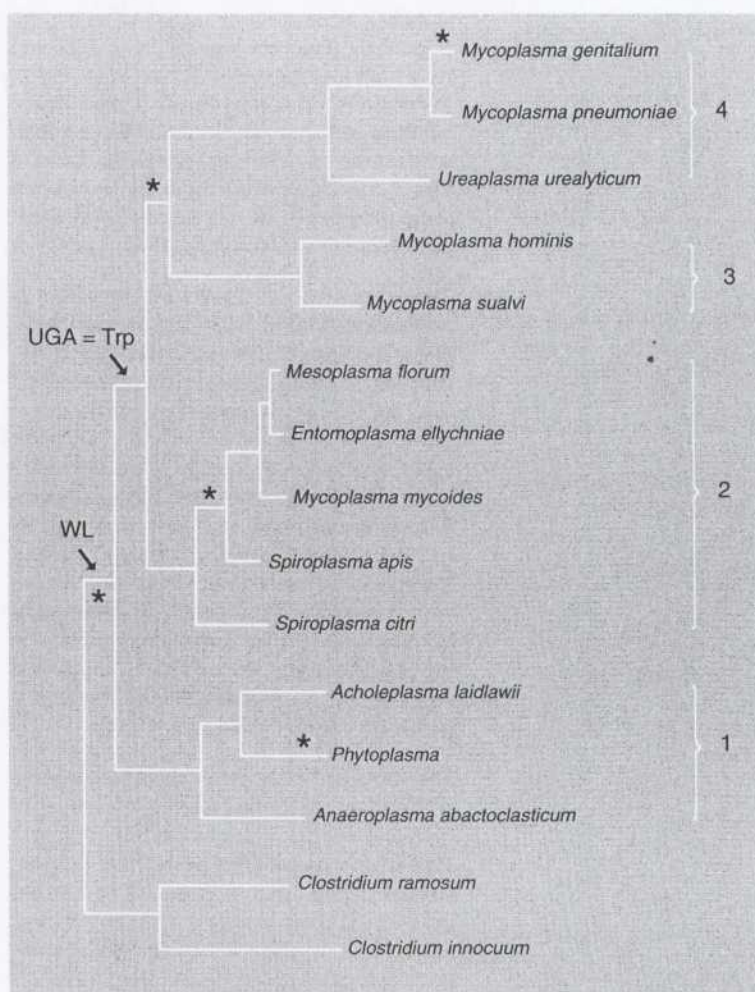 *
Mycoplasma genitalium
Mycoplasma pneumoniae
4
Ureaplasma urealyticum
*
Mycoplasma hominis
3
Mycoplasma sualvi
UGA = Trp
Mesoplasma florum
Entomoplasma ellychniae
*
Mycoplasma mycoides
2
WL
*
Spiroplasma apis
Spiroplasma citri
Acholeplasma laidlawii
*
Phytoplasma
1
Anaeroplasma abactoclasticum
Clostridium ramosum
Clostridium innocuum